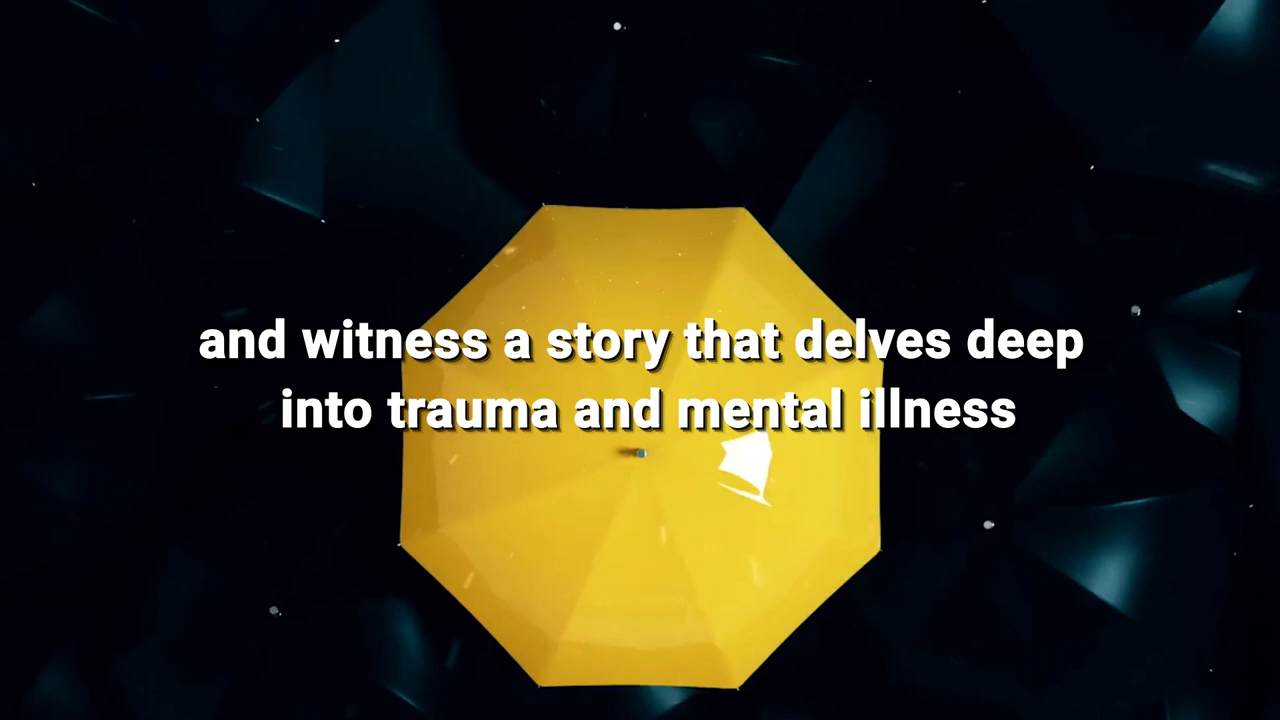 and witness a story that delves deep
into trauma and mental illness